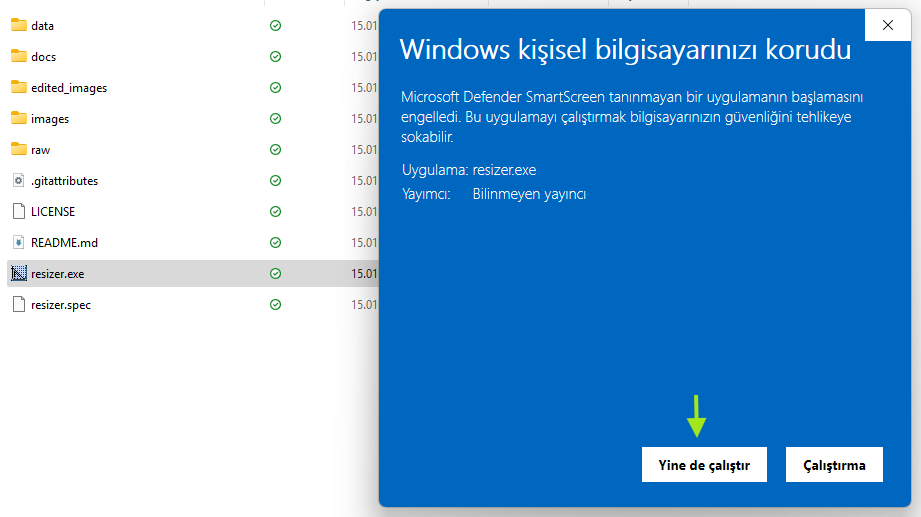 data
15.01
docs
15.01
edited_images
15.01
images
15.01
raw
15.01
.gitattributes
15.01
LICENSE
15.01
README.md
15.01
resizer.exe
15.01
resizer.spec
15.01
Windows kişisel bilgisayarınızı korudu
Microsoft Defender SmartScreen tanınmayan bir uygulamanın başlamasını
engelledi. Bu uygulamayı çalıştırmak bilgisayarınızın güvenliğini tehlikeye
sokabilir.
Uygulama: resizer.exe
Yayımcı: Bilinmeyen yayıncı
Yine de çalıştır
Çalıştırma